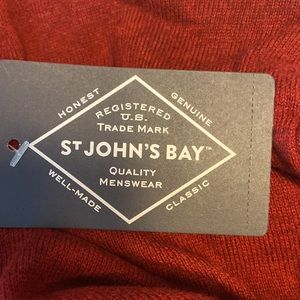 HONEST
GENUINE
REGISTERED
U.S.
TRADE MARK
ST JOHN'S BAY™
QUALITY
MENSWEAR
WELL-MADE
CLASSIC